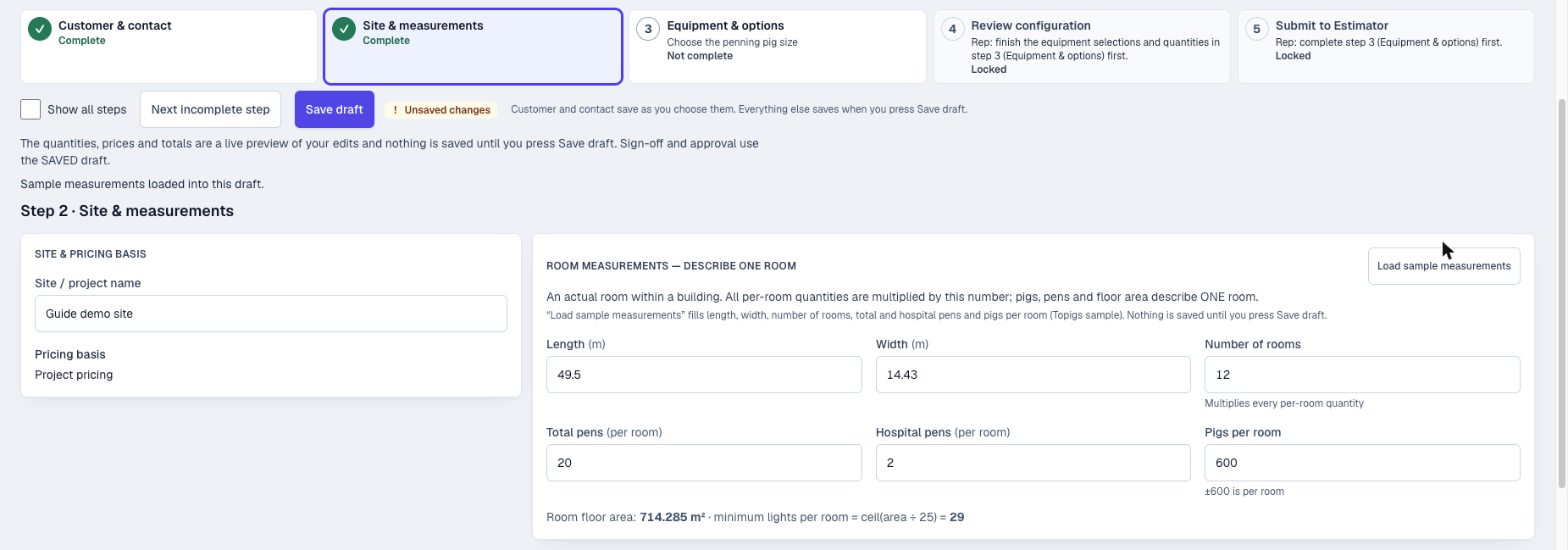 Customer & contact
Complete
Site & measurements
Complete
3
Equipment & options
Choose the penning pig size
Not complete
4
Review configuration
Rep: finish the equipment selections and quantities in
step 3 (Equipment & options) first.
Locked
5
Submit to Estimator
Rep: complete step 3 (Equipment & options) first.
Locked
Show all steps
Next incomplete step
Save draft
! Unsaved changes
Customer and contact save as you choose them. Everything else saves when you press Save draft.
The quantities, prices and totals are a live preview of your edits and nothing is saved until you press Save draft. Sign-off and approval use
the SAVED draft.
Sample measurements loaded into this draft.
Step 2 · Site & measurements
SITE & PRICING BASIS
Site / project name
Guide demo site
Pricing basis
Project pricing
ROOM MEASUREMENTS — DESCRIBE ONE ROOM
Load sample measurements
An actual room within a building. All per-room quantities are multiplied by this number; pigs, pens and floor area describe ONE room.
“Load sample measurements” fills length, width, number of rooms, total and hospital pens and pigs per room (Topigs sample). Nothing is saved until you press Save draft.
Length (m)
49.5
Width (m)
14.43
Number of rooms
12
Multiplies every per-room quantity
Total pens (per room)
20
Hospital pens (per room)
2
Pigs per room
600
±600 is per room
Room floor area: 714.285 m² · minimum lights per room = ceil(area ÷ 25) = 29